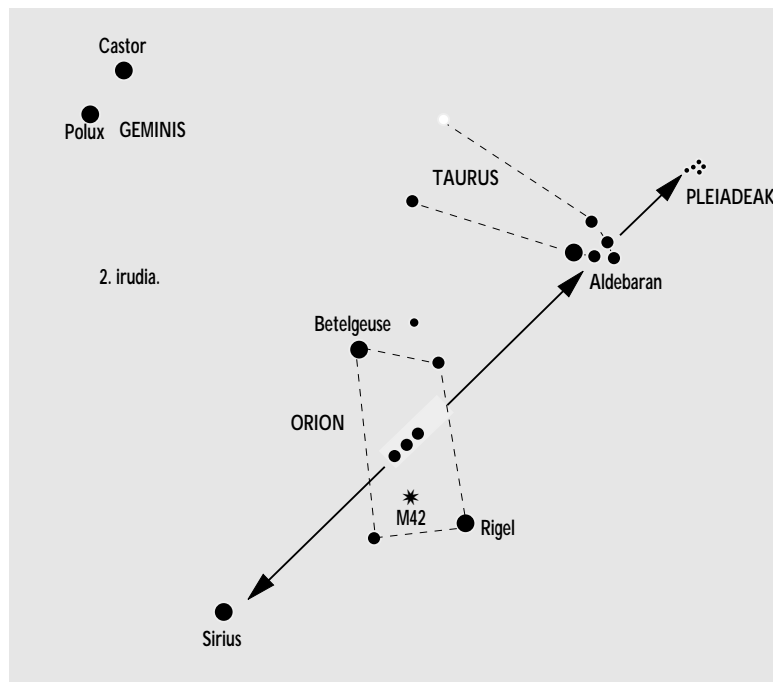 Castor
Polux GEMINIS
TAURUS
PLEIADEAK
Aldebaran
2. irudia.
Betelgeuse
ORION
M42
Rigel
Sirius